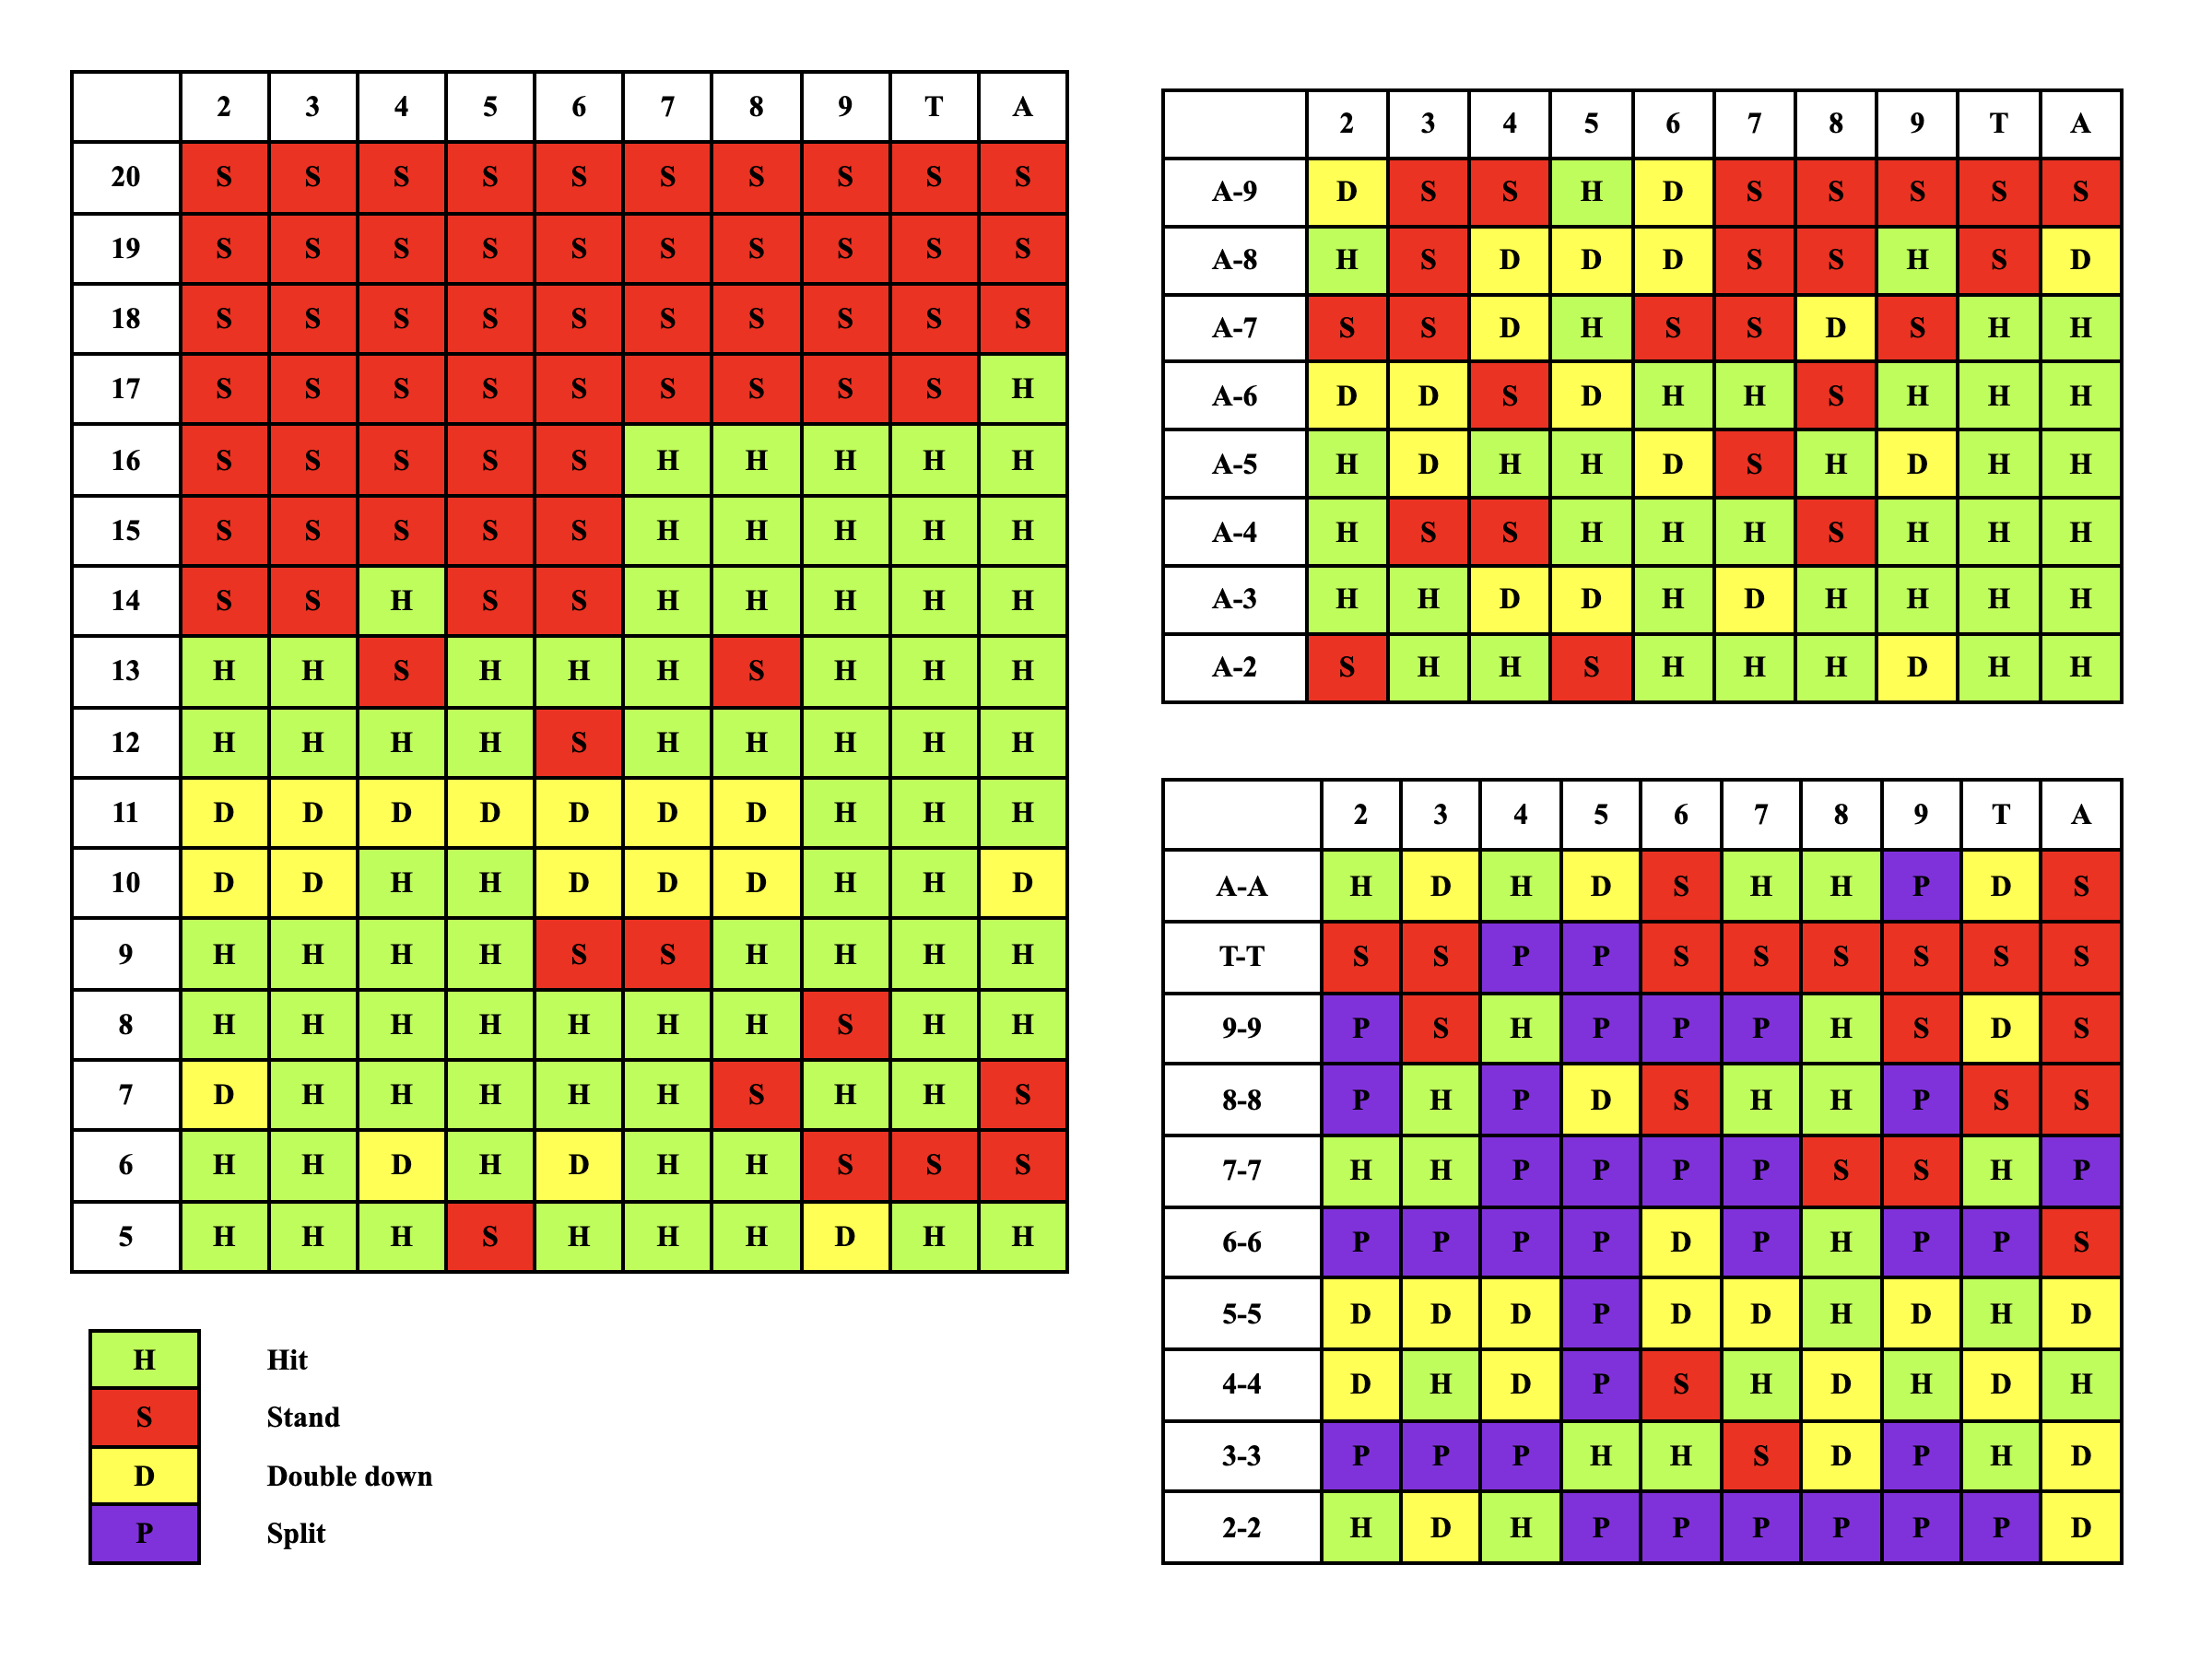 2 3 4 5 6 7 8 9 T A
20 S S S S S S S S S S
19 S S S S S S S S S S
18 S S S S S S S S S S
17 S S S S S S S S S H
16 S S S S S H H H H H
15 S S S S S H H H H H
14 S S H S S H H H H H
13 H H S H H H S H H H
12 H H H H S H H H H H
11 D D D D D D D H H H
10 D D H H D D D H H D
9 H H H H S S H H H H
8 H H H H H H H S H H
7 D H H H H H S H H S
6 H H D H D H H S S S
5 H H H S H H H D H H
H Hit
S Stand
D Double down
P Split
2 3 4 5 6 7 8 9 T A
A-9 D S S H D S S S S S
A-8 H S D D D S S H S D
A-7 S S D H S S D S H H
A-6 D D S D H H S H H H
A-5 H D H H D S H D H H
A-4 H S S H H H S H H H
A-3 H H D D H D H H H H
A-2 S H H S H H H D H H
2 3 4 5 6 7 8 9 T A
A-A H D H D S H H P D S
T-T S S P P S S S S S S
9-9 P S H P P P H S D S
8-8 P H P D S H H P S S
7-7 H H P P P P S S H P
6-6 P P P P D P H P P S
5-5 D D D P D D H D H D
4-4 D H D P S H D H D H
3-3 P P P H H S D P H D
2-2 H D H P P P P P P D